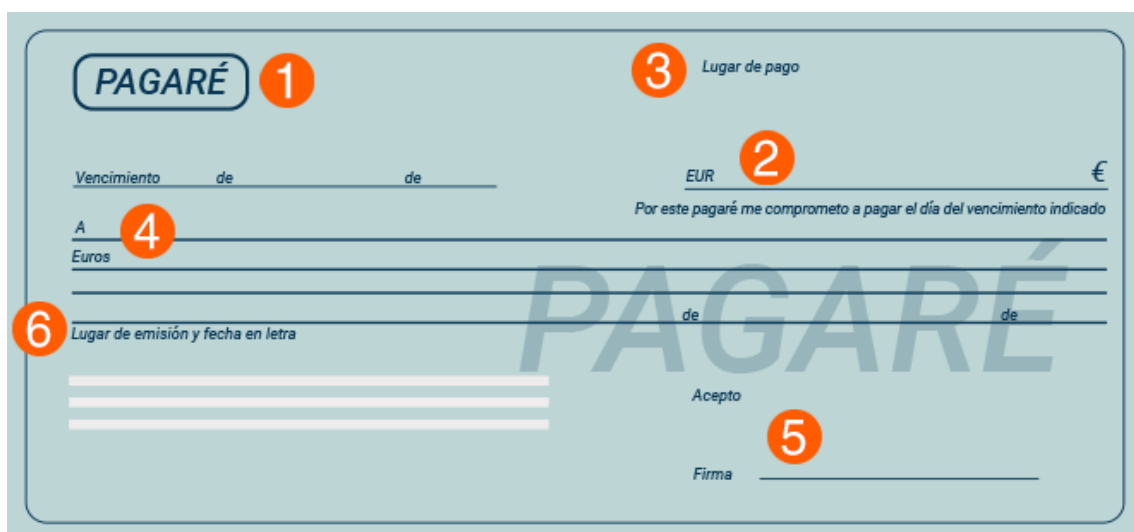 PAGARÉ 1
3 Lugar de pago
Vencimiento de de
EUR 2 €
Por este pagaré me comprometo a pagar el día del vencimiento indicado
A 4
Euros
PAGARÉ
6 de de
Lugar de emisión y fecha en letra
Acepto
5
Firma